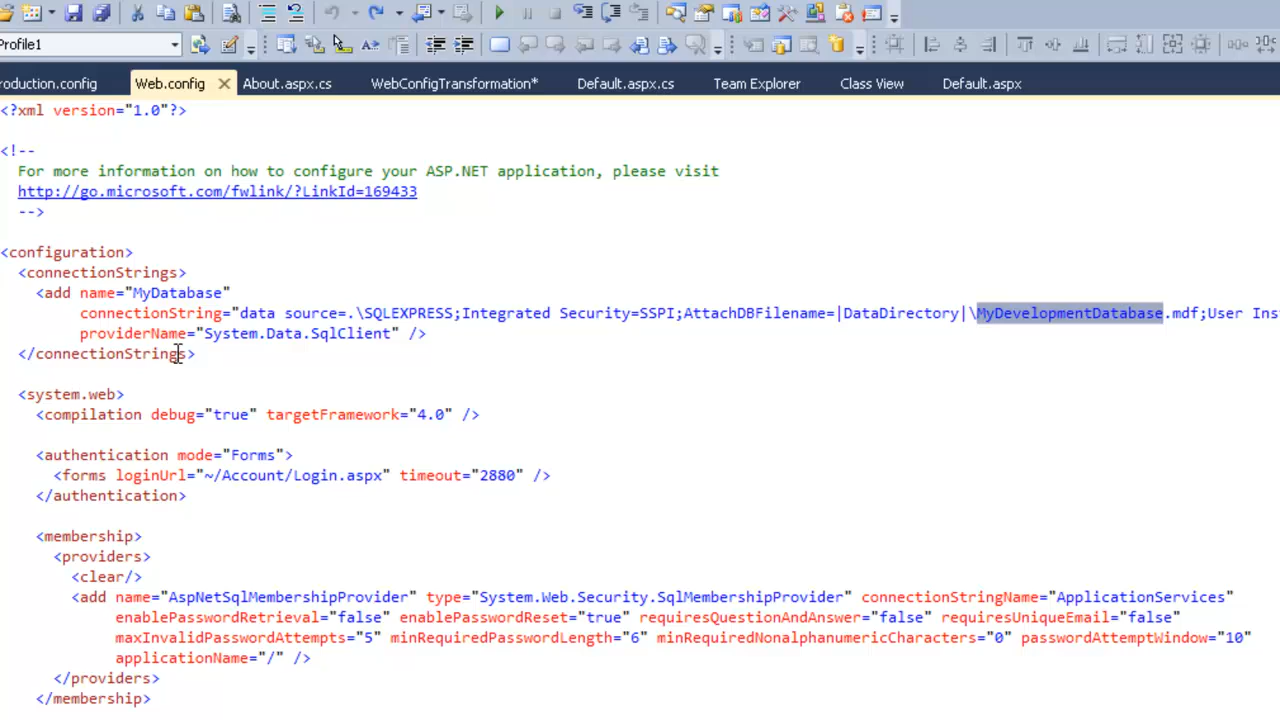 Profile1
roduction.config Web.config About.aspx.cs WebConfigTransformation* Default.aspx.cs Team Explorer Class View Default.aspx
<?xml version="1.0"?>
<!--
For more information on how to configure your ASP.NET application, please visit
http://go.microsoft.com/fwlink/?LinkId=169433
-->
<configuration>
<connectionStrings>
<add name="MyDatabase"
connectionString="data source=.\SQLEXPRESS;Integrated Security=SSPI;AttachDBFilename=|DataDirectory|\MyDevelopmentDatabase.mdf;User Ins
providerName="System.Data.SqlClient" />
</connectionStrings>
<system.web>
<compilation debug="true" targetFramework="4.0" />
<authentication mode="Forms">
<forms loginUrl="~/Account/Login.aspx" timeout="2880" />
</authentication>
<membership>
<providers>
<clear/>
<add name="AspNetSqlMembershipProvider" type="System.Web.Security.SqlMembershipProvider" connectionStringName="ApplicationServices"
enablePasswordRetrieval="false" enablePasswordReset="true" requiresQuestionAndAnswer="false" requiresUniqueEmail="false"
maxInvalidPasswordAttempts="5" minRequiredPasswordLength="6" minRequiredNonalphanumericCharacters="0" passwordAttemptWindow="10"
applicationName="/" />
</providers>
</membership>